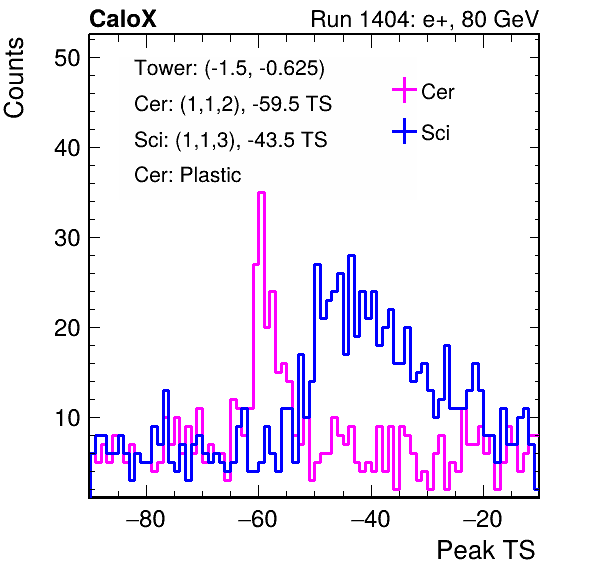 CaloX Run 1404: e+, 80 GeV
Counts
50
40
30
20
10
Tower: (-1.5, -0.625)
Cer: (1,1,2), -59.5 TS
Sci: (1,1,3), -43.5 TS
Cer: Plastic
Cer
Sci
−80 −60 −40 −20
Peak TS